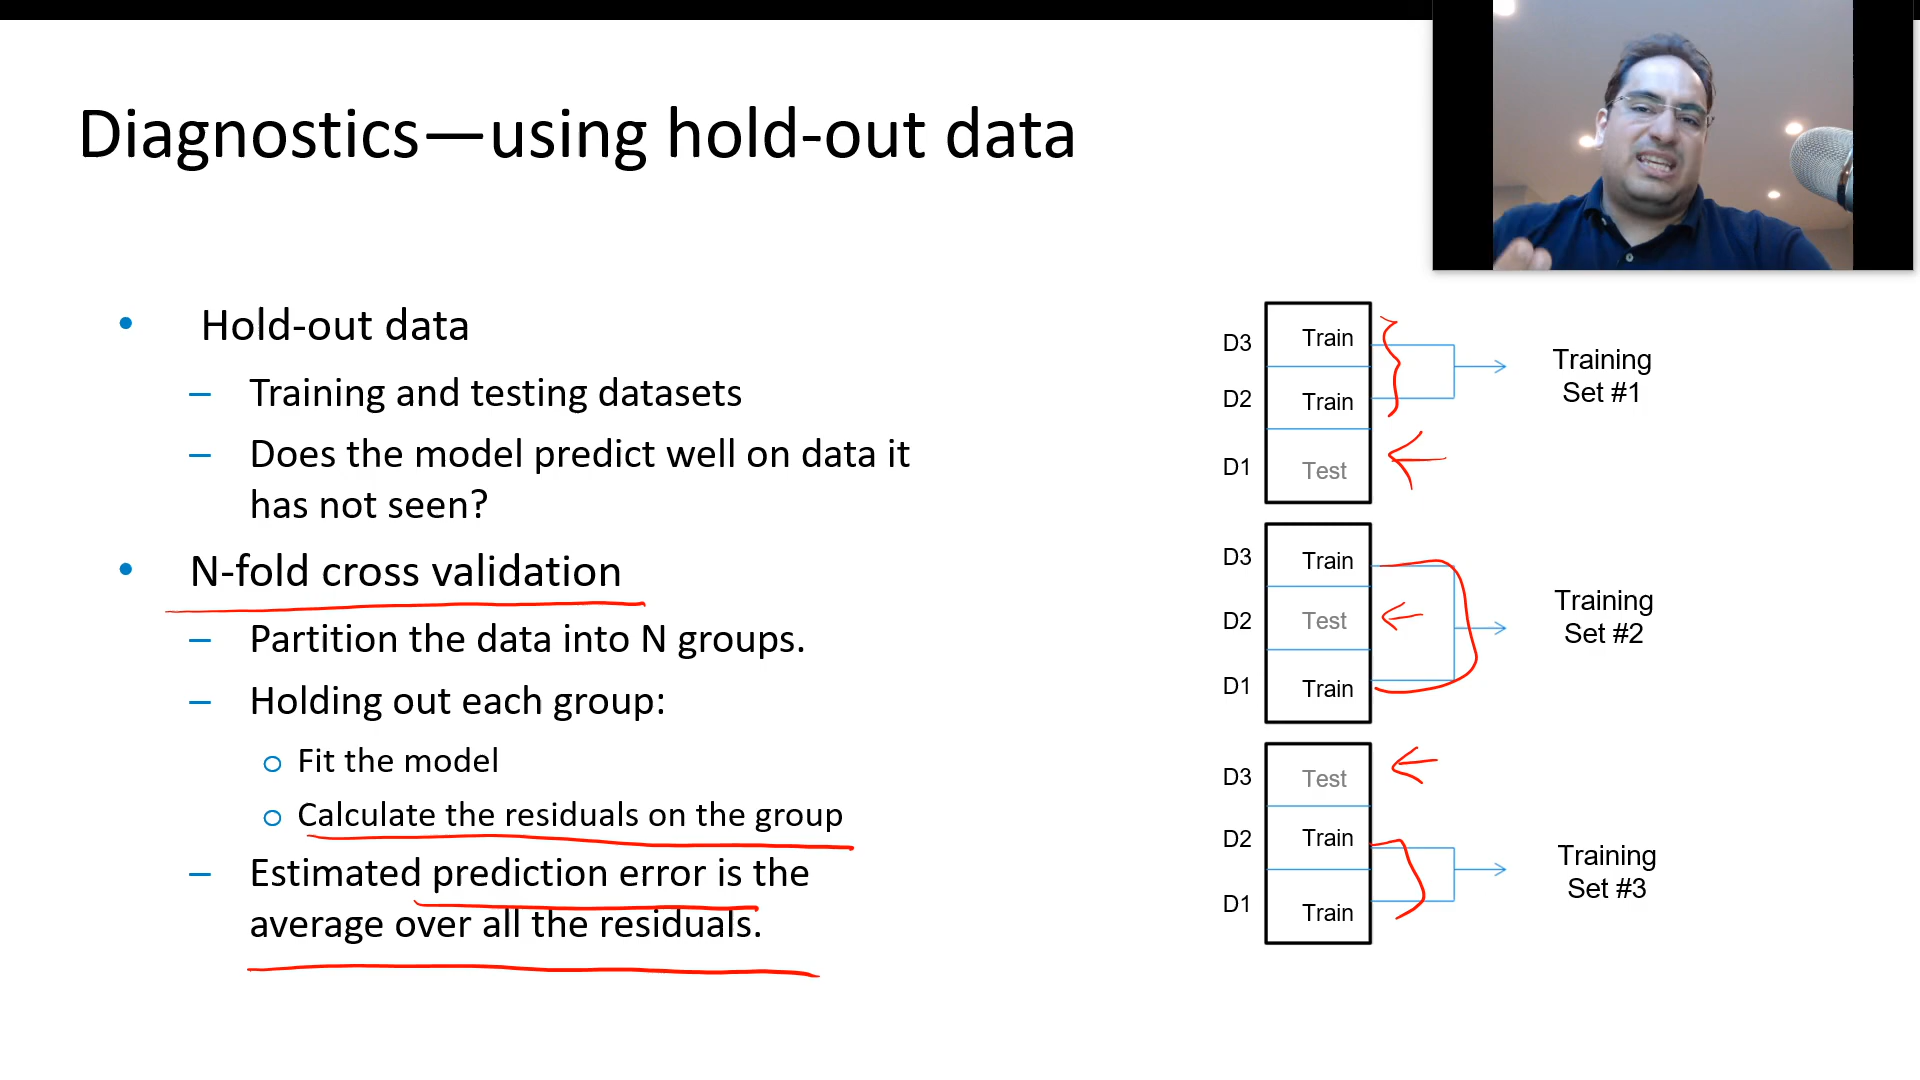 Diagnostics—using hold-out data
• Hold-out data
– Training and testing datasets
– Does the model predict well on data it
has not seen?
• N-fold cross validation
– Partition the data into N groups.
– Holding out each group:
o Fit the model
o Calculate the residuals on the group
– Estimated prediction error is the
average over all the residuals.
D3 Train
D2 Train
D1 Test
Training
Set #1
D3 Train
D2 Test
D1 Train
Training
Set #2
D3 Test
D2 Train
D1 Train
Training
Set #3